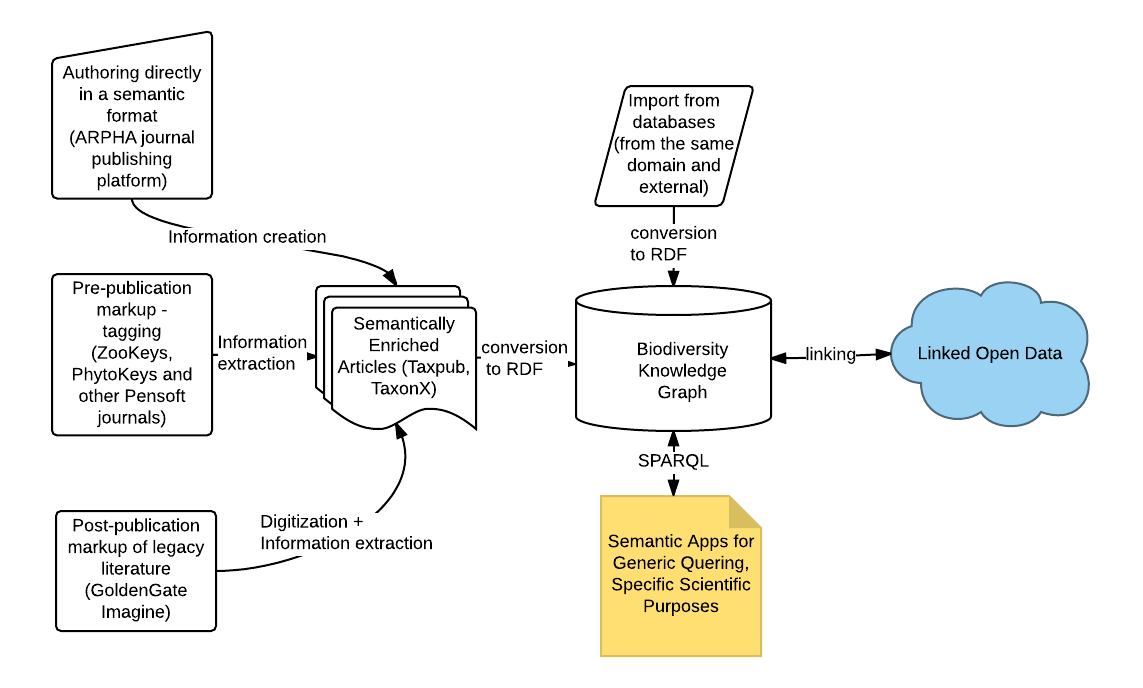 Authoring directly
in a semantic
format
(ARPHA journal
publishing
platform)
Information creation
Pre-publication
markup -
tagging
(ZooKeys,
PhytoKeys and
other Pensoft
journals)
Information
extraction
Post-publication
markup of legacy
literature
(GoldenGate
Imagine)
Digitization +
Information extraction
Semantically
Enriched
Articles (Taxpub,
TaxonX)
conversion
to RDF
Import from
databases
(from the same
domain and
external)
conversion
to RDF
Biodiversity
Knowledge
Graph
linking
Linked Open Data
SPARQL
Semantic Apps for
Generic Quering,
Specific Scientific
Purposes